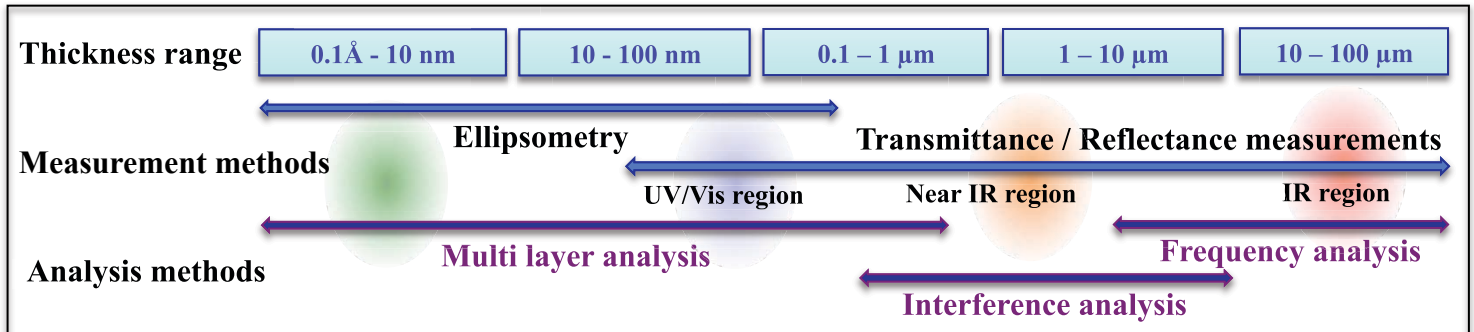 Thickness range
0.1Å - 10 nm
10 - 100 nm
0.1 – 1 µm
1 – 10 µm
10 – 100 µm
Measurement methods
Ellipsometry
Transmittance / Reflectance measurements
UV/Vis region
Near IR region
IR region
Analysis methods
Multi layer analysis
Frequency analysis
Interference analysis